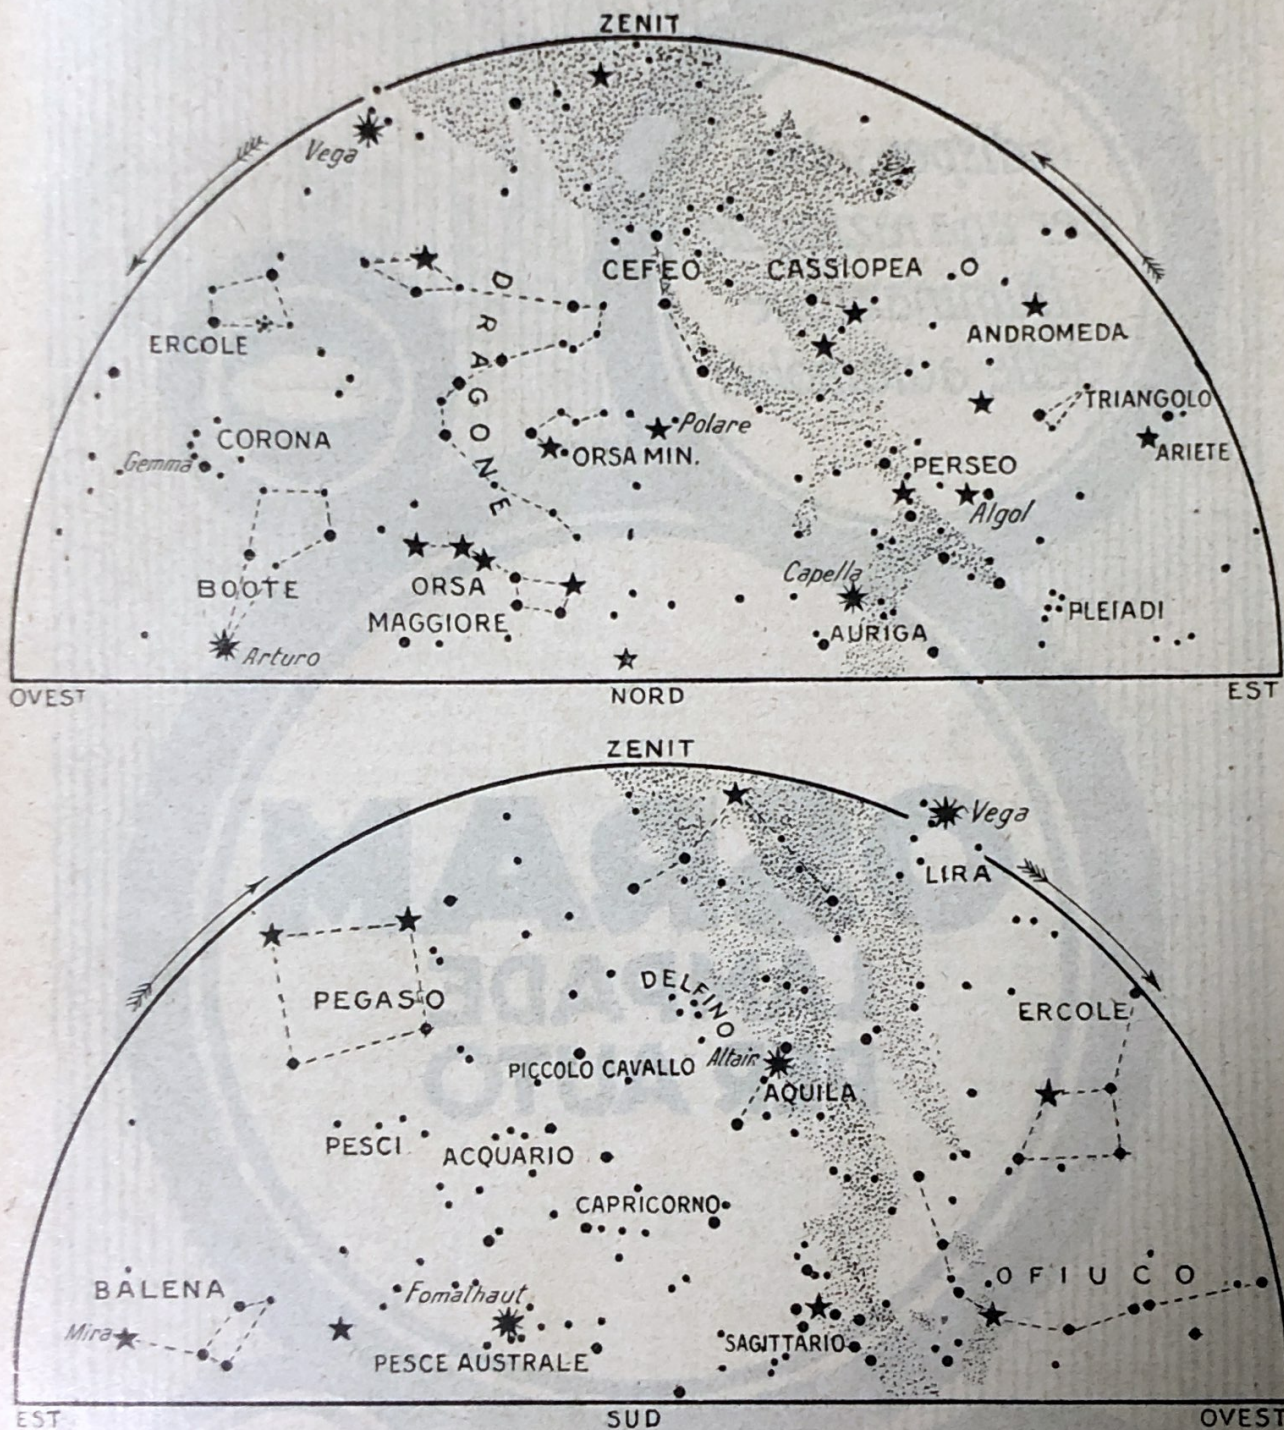 ZENIT
Vega
CEFEO CASSIOPEA
DRAGONE
ERCOLE
ANDROMEDA
TRIANGOLO
CORONA
Polare
ARIETE
Gemma
ORSA MIN.
PERSEO
Algol
BOOTE
ORSA
MAGGIORE
Capella
PLEIADI
AURIGA
Arturo
OVEST NORD EST
ZENIT
Vega
LIRA
DELFINO
PEGASO
ERCOLE
PICCOLO CAVALLO
Altair
AQUILA
PESCI
ACQUARIO
CAPRICORNO
BALENA
OFIUCO
Fomalhaut
Mira
PESCE AUSTRALE
SAGITTARIO
EST SUD OVEST